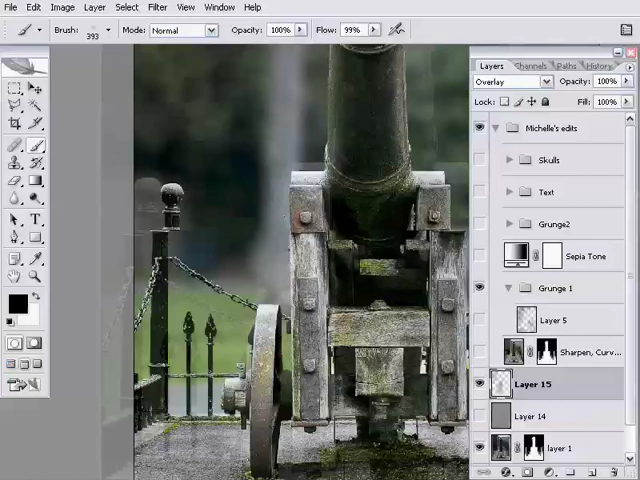 File Edit Image Layer Select Filter View Window Help
Brush: 393 Mode: Normal Opacity: 100% Flow: 99%
Layers Channels Paths History
Overlay Opacity: 100%
Lock: Fill: 100%
Michelle's edits
Skulls
Text
Grunge2
Sepia Tone
Grunge 1
Layer 5
Sharpen, Curv...
Layer 15
Layer 14
layer 1